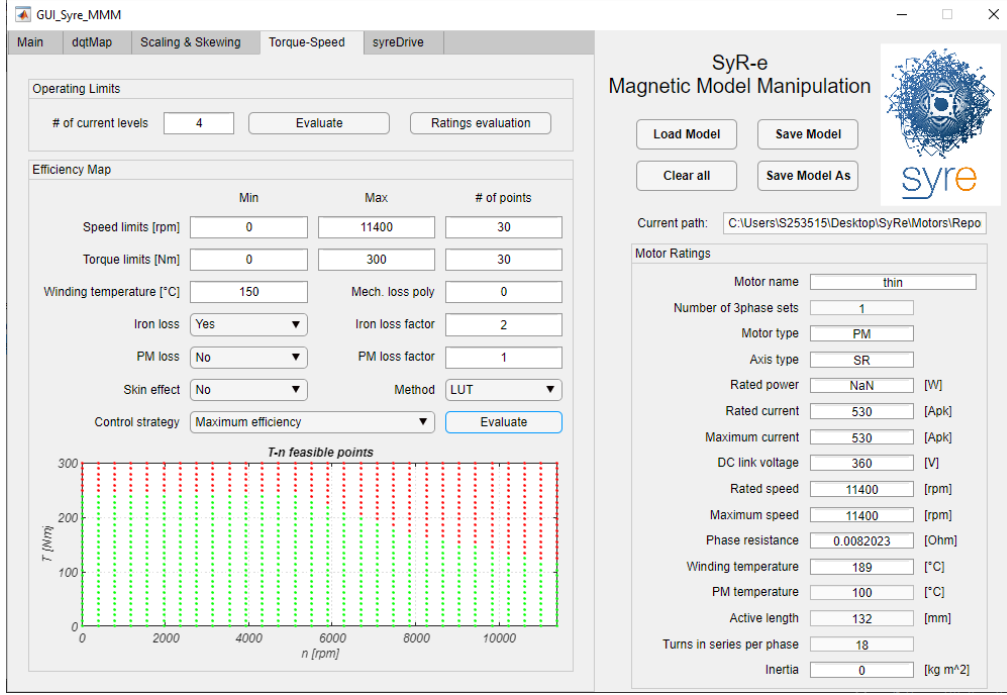 GUI_Syre_MMM
Main dqtMap Scaling & Skewing Torque-Speed syreDrive
Operating Limits
# of current levels 4 Evaluate Ratings evaluation
Efficiency Map
Min Max # of points
Speed limits [rpm] 0 11400 30
Torque limits [Nm] 0 300 30
Winding temperature [°C] 150 Mech. loss poly 0
Iron loss Yes Iron loss factor 2
PM loss No PM loss factor 1
Skin effect No Method LUT
Control strategy Maximum efficiency Evaluate
T-n feasible points
300
200
100
0
T [Nm]
0 2000 4000 6000 8000 10000
n [rpm]
SyR-e
Magnetic Model Manipulation
Load Model Save Model
Clear all Save Model As
syre
Current path: C:\Users\S253515\Desktop\SyRe\Motors\Repo
Motor Ratings
Motor name thin
Number of 3phase sets 1
Motor type PM
Axis type SR
Rated power NaN [W]
Rated current 530 [Apk]
Maximum current 530 [Apk]
DC link voltage 360 [V]
Rated speed 11400 [rpm]
Maximum speed 11400 [rpm]
Phase resistance 0.0082023 [Ohm]
Winding temperature 189 [°C]
PM temperature 100 [°C]
Active length 132 [mm]
Turns in series per phase 18
Inertia 0 [kg m^2]